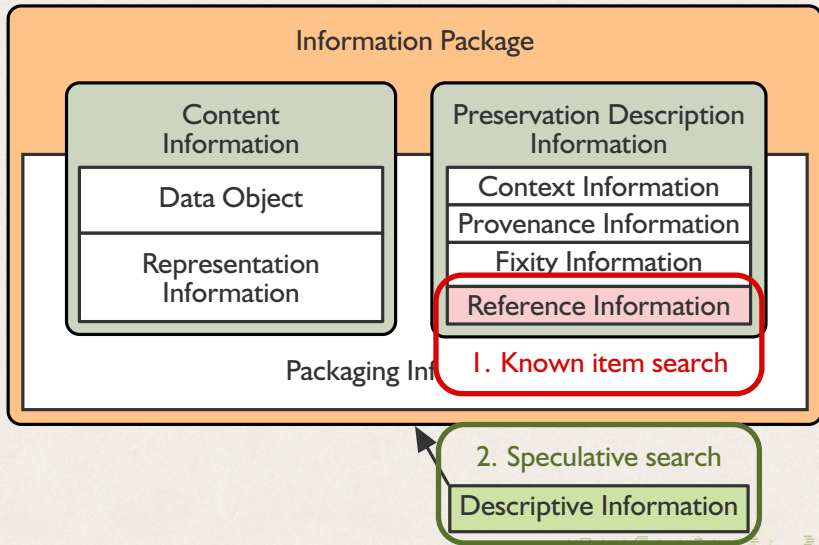 Information Package
Content
Information
Data Object
Representation
Information
Preservation Description
Information
Context Information
Provenance Information
Fixity Information
Reference Information
1. Known item search
Packaging Inf
2. Speculative search
Descriptive Information